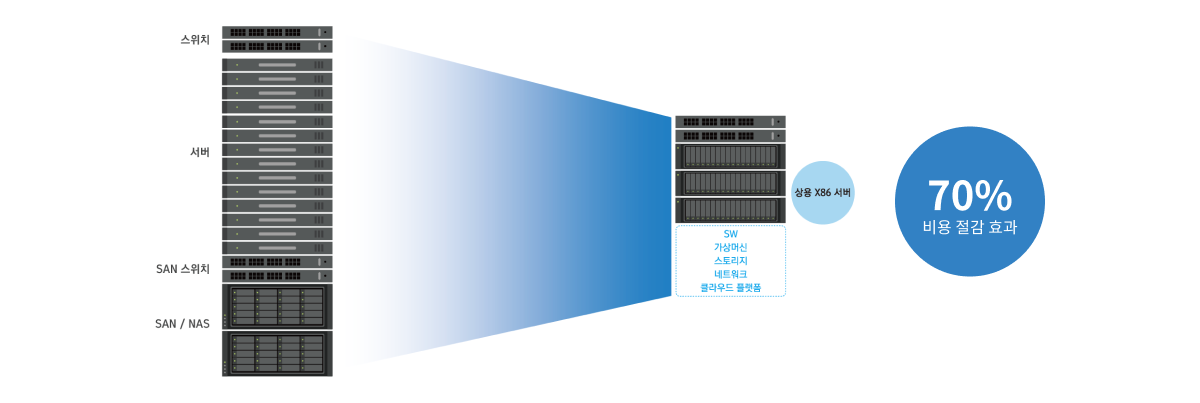 스위치
서버
SAN 스위치
SAN / NAS
상용 X86 서버
SW
가상머신
스토리지
네트워크
클라우드 플랫폼
70%
비용 절감 효과